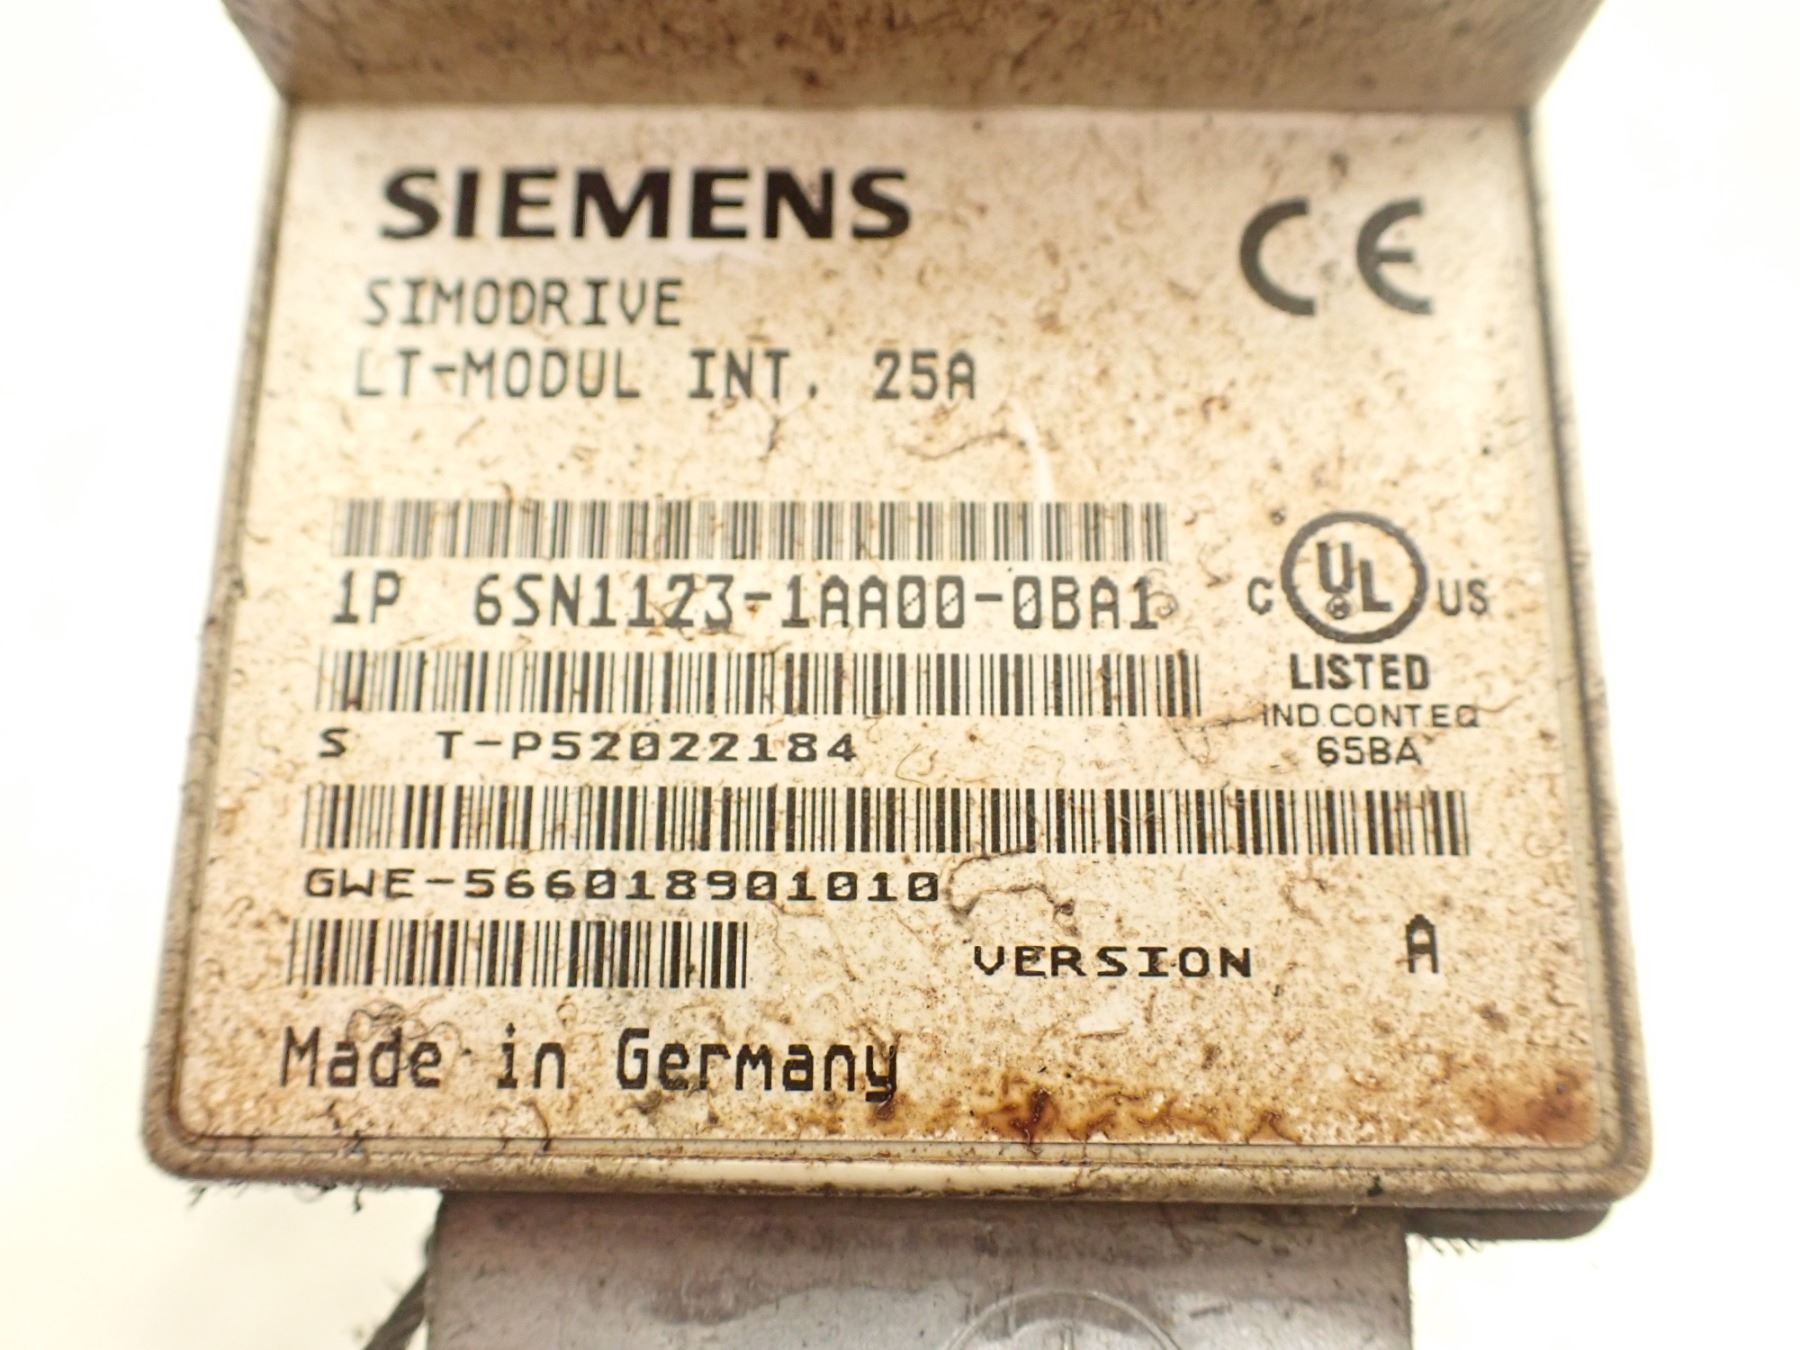 SIEMENS
CE
SIMODRIVE
LT-MODUL INT. 25A
1P 6SN1123-1AA00-0BA1
C UL US
LISTED
IND.CONT.EQ
65BA
S T-P52022184
GWE-566018901010
VERSION A
Made in Germany